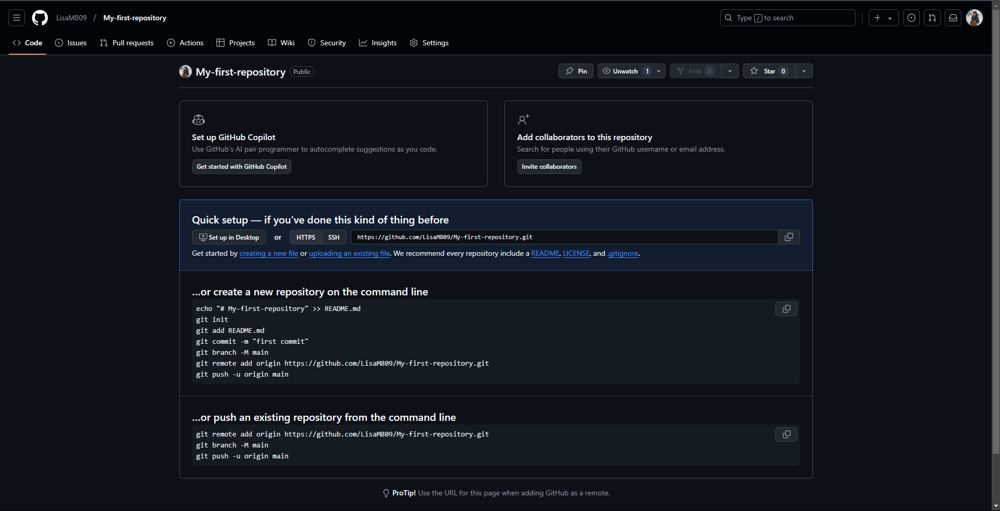 LisaM809 / My-first-repository
Type / to search
Code Issues Pull requests Actions Projects Wiki Security Insights Settings
My-first-repository Public
Pin Unwatch 1 Fork 0 Star 0
Set up GitHub Copilot
Use GitHub's AI pair programmer to autocomplete suggestions as you code.
Get started with GitHub Copilot
Add collaborators to this repository
Search for people using their GitHub username or email address.
Invite collaborators
Quick setup — if you’ve done this kind of thing before
Set up in Desktop or HTTPS SSH https://github.com/LisaM809/My-first-repository.git
Get started by creating a new file or uploading an existing file. We recommend every repository include a README, LICENSE, and .gitignore.
…or create a new repository on the command line
echo "# My-first-repository" >> README.md
git init
git add README.md
git commit -m "first commit"
git branch -M main
git remote add origin https://github.com/LisaM809/My-first-repository.git
git push -u origin main
…or push an existing repository from the command line
git remote add origin https://github.com/LisaM809/My-first-repository.git
git branch -M main
git push -u origin main
ProTip! Use the URL for this page when adding GitHub as a remote.